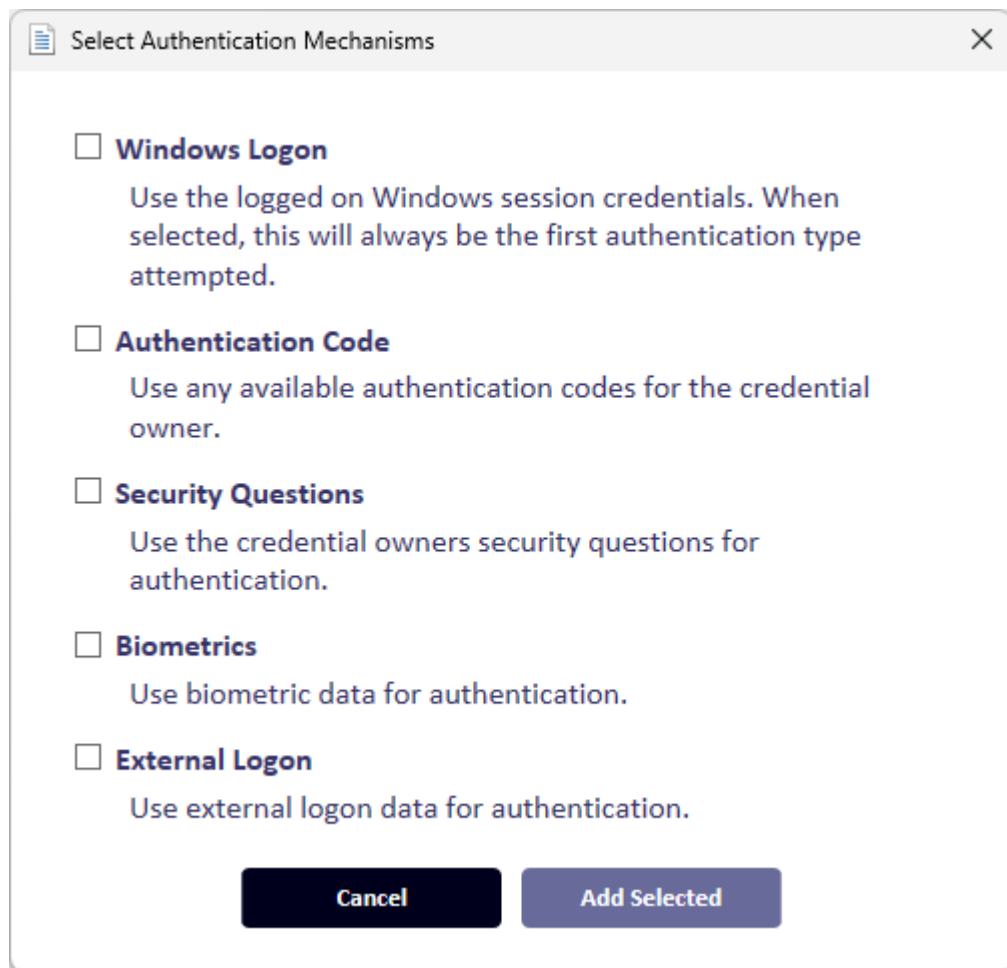 Select Authentication Mechanisms
Windows Logon
Use the logged on Windows session credentials. When
selected, this will always be the first authentication type
attempted.
Authentication Code
Use any available authentication codes for the credential
owner.
Security Questions
Use the credential owners security questions for
authentication.
Biometrics
Use biometric data for authentication.
External Logon
Use external logon data for authentication.
Cancel
Add Selected